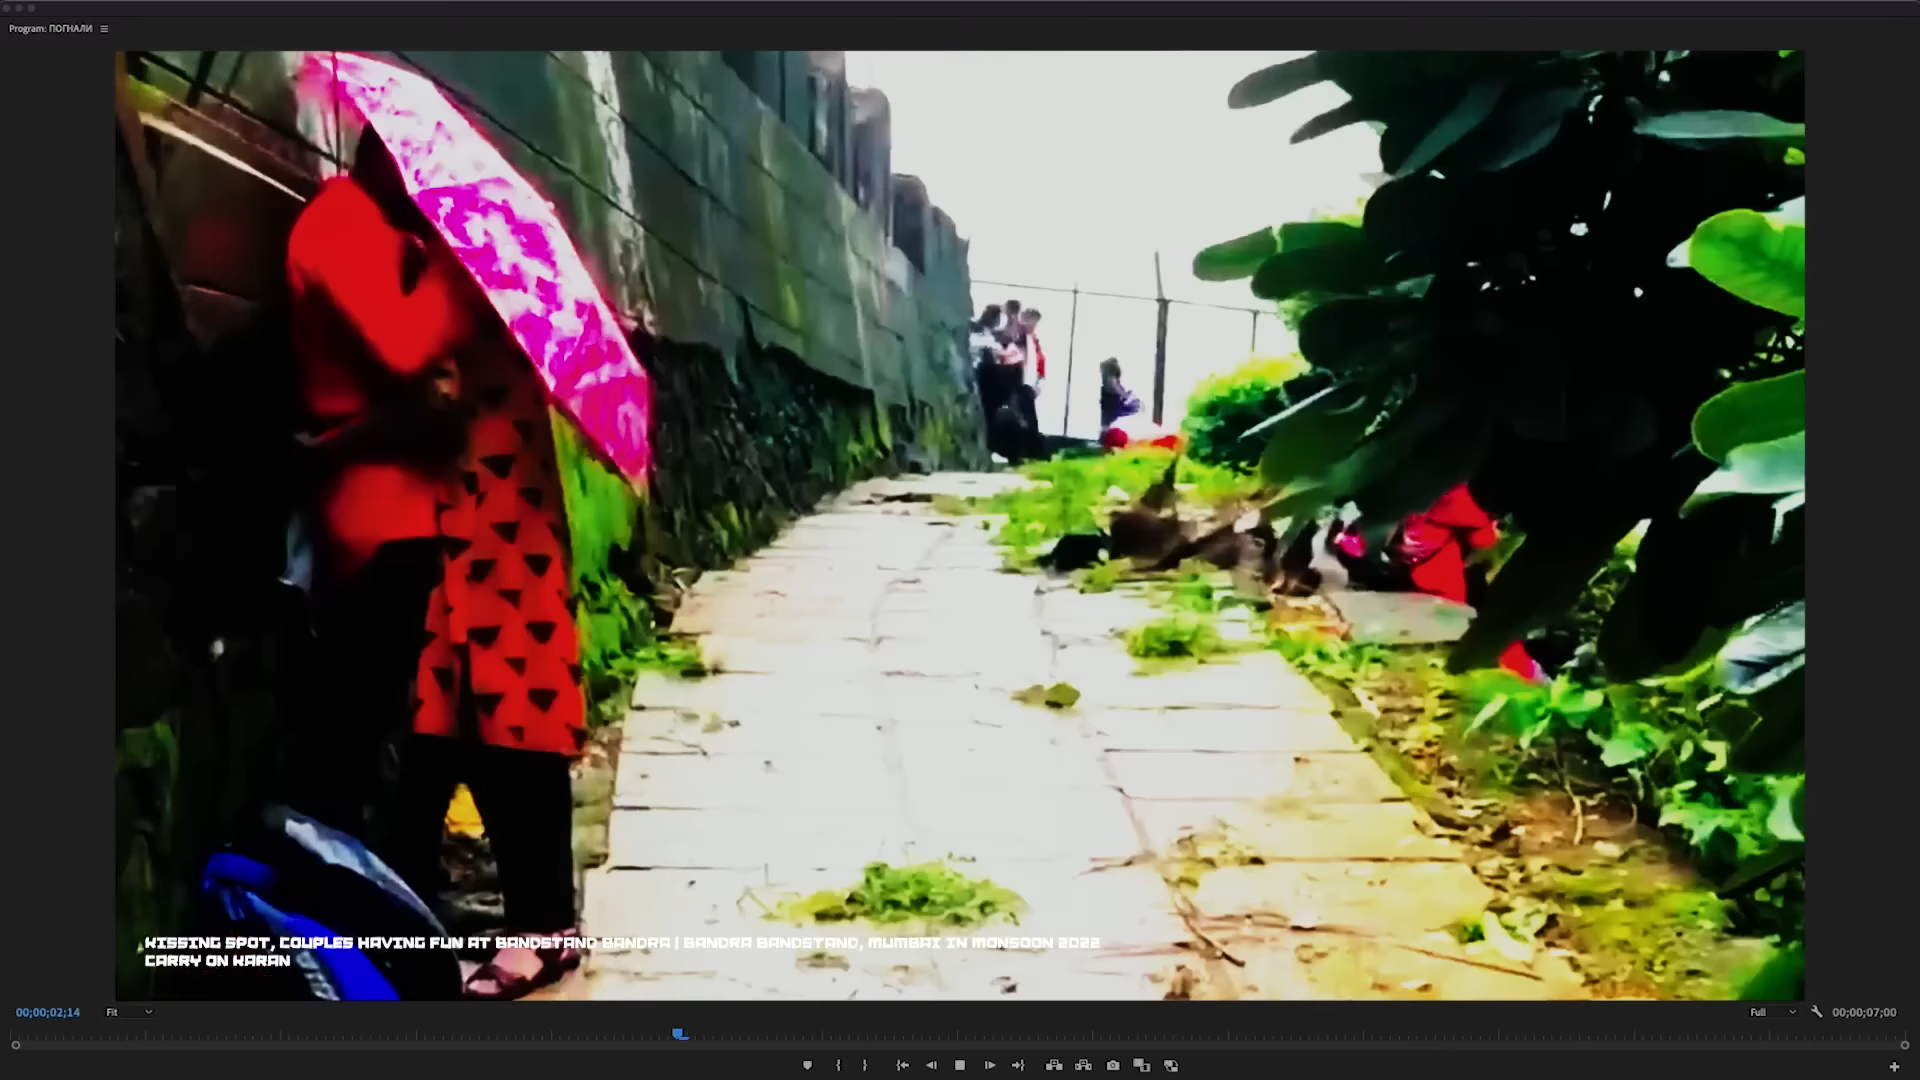 Program: ПОГНАЛИ
KISSING SPOT, COUPLES HAVING FUN AT BANDSTAND BANDRA | BANDRA BANDSTAND, MUMBAI IN MONSOON 2022
CARRY ON KARAN
00;00;02;14
Fit
Full
00;00;07;00